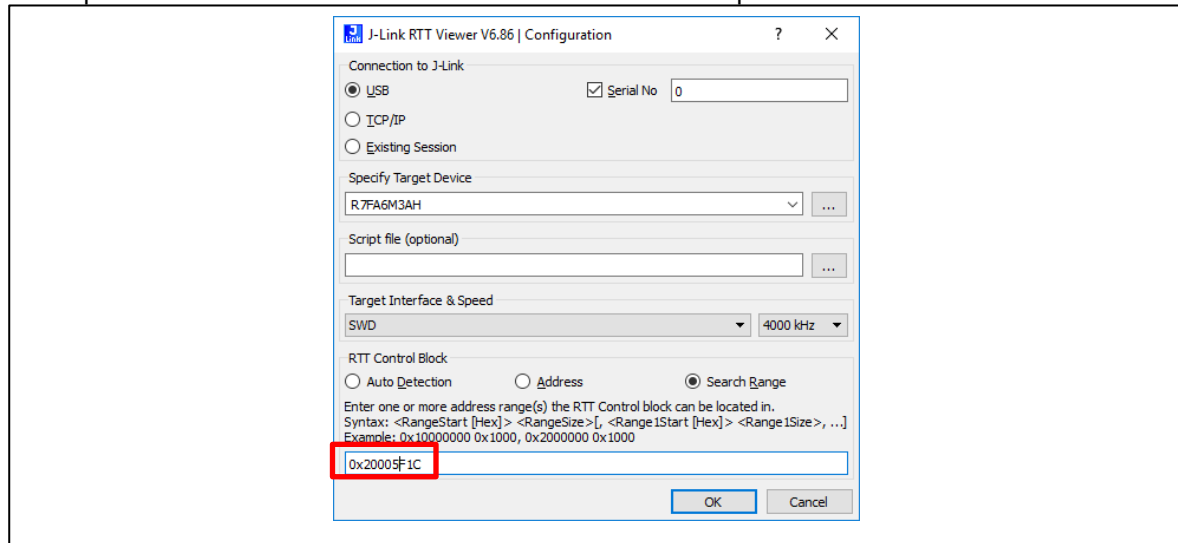 J-Link RTT Viewer V6.86 | Configuration ? ×
Connection to J-Link
USB Serial No 0
TCP/IP
Existing Session
Specify Target Device
R7FA6M3AH ...
Script file (optional)
...
Target Interface & Speed
SWD 4000 kHz
RTT Control Block
Auto Detection Address Search Range
Enter one or more address range(s) the RTT Control block can be located in.
Syntax: <RangeStart [Hex]> <RangeSize>[, <Range1Start [Hex]> <Range1Size>, ...]
Example: 0x10000000 0x1000, 0x2000000 0x1000
0x20005F1C
OK Cancel